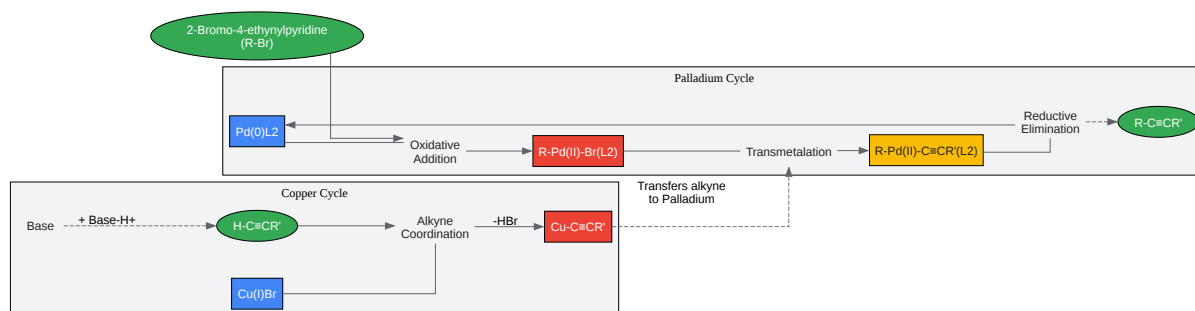 2-Bromo-4-ethynylpyridine
(R-Br)
Palladium Cycle
Pd(0)L2
Oxidative
Addition
R-Pd(II)-Br(L2)
Transmetalation
R-Pd(II)-C≡CR'(L2)
Reductive
Elimination
R-C≡CR'
Copper Cycle
Transfers alkyne
to Palladium
Base
+ Base-H+
H-C≡CR'
Alkyne
Coordination
-HBr
Cu-C≡CR'
Cu(I)Br